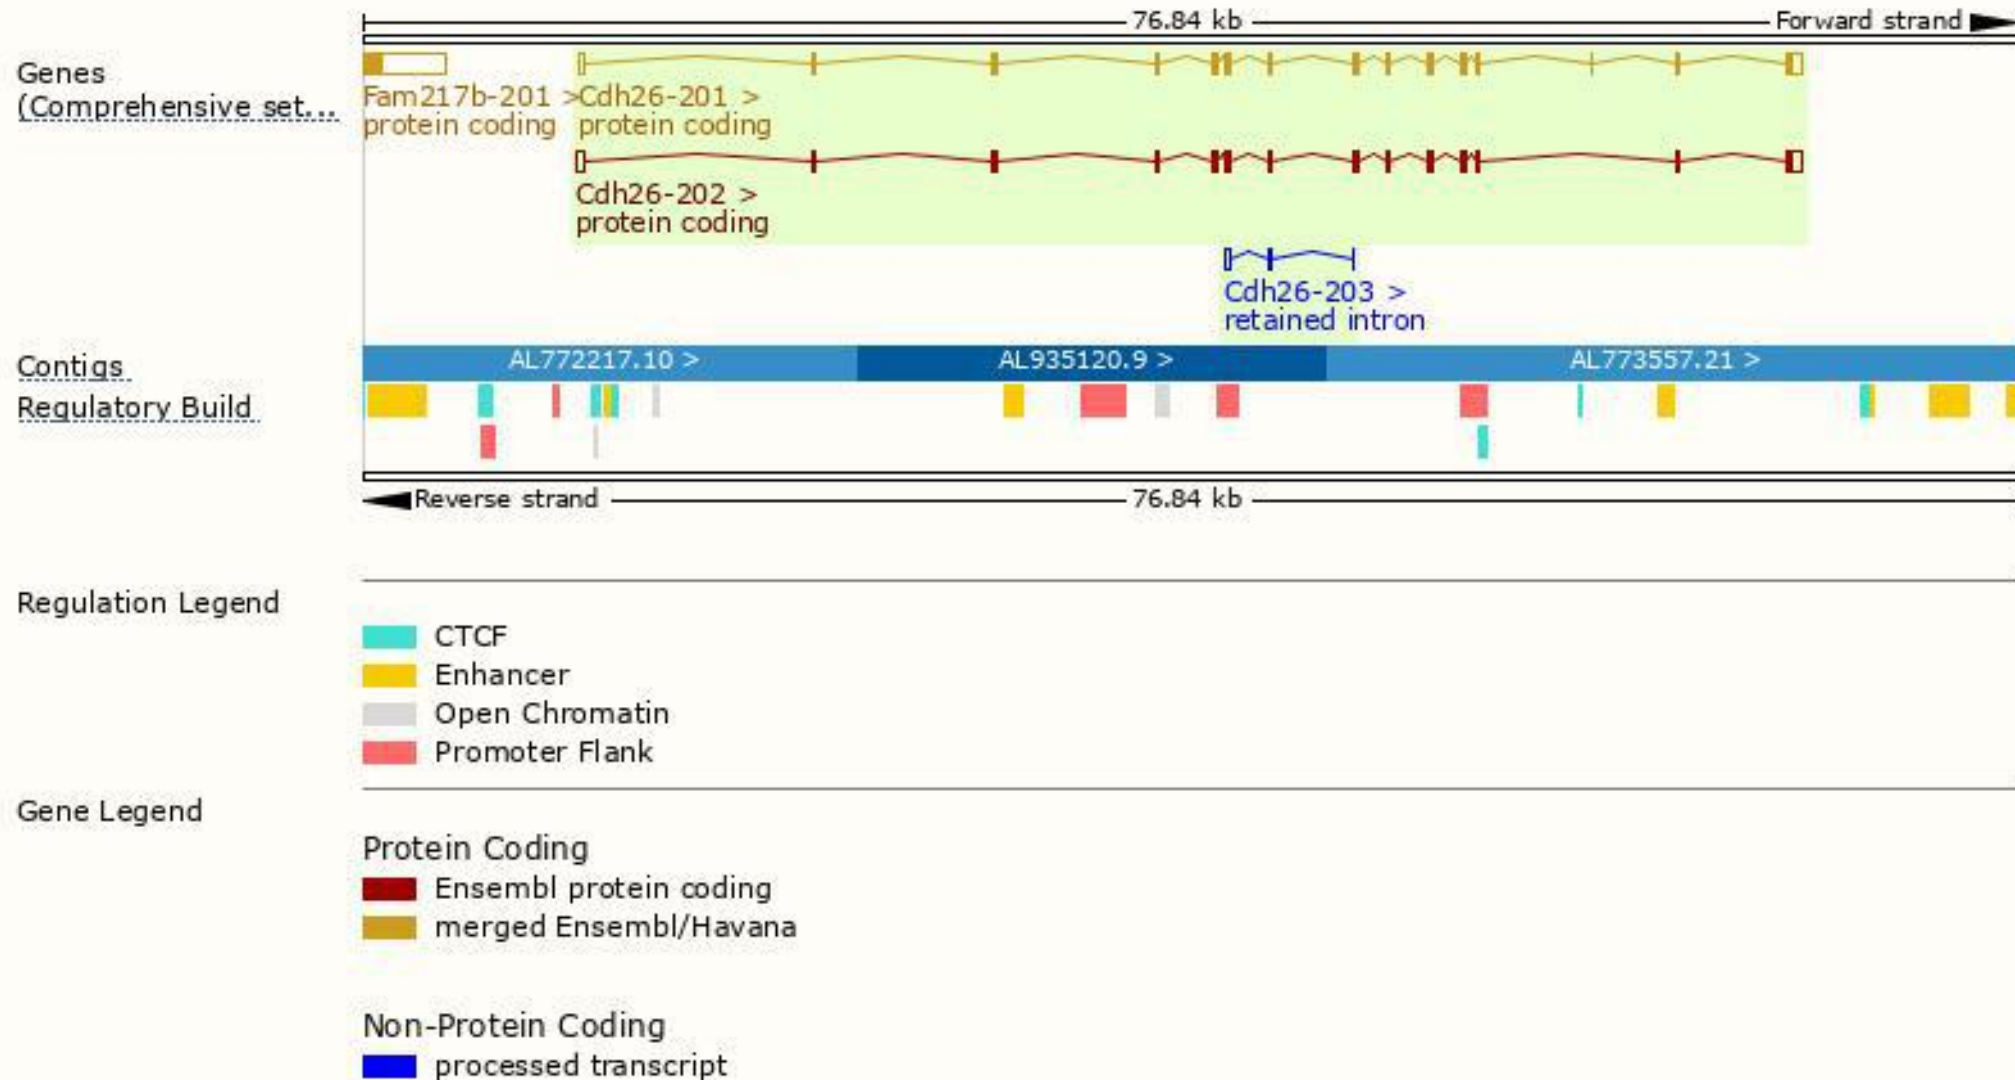 76.84 kb Forward strand
Genes
(Comprehensive set...
Fam217b-201 >
protein coding
Cdh26-201 >
protein coding
Cdh26-202 >
protein coding
Cdh26-203 >
retained intron
Contigs
AL772217.10 > AL935120.9 > AL773557.21 >
Regulatory Build
Reverse strand 76.84 kb
Regulation Legend
CTCF
Enhancer
Open Chromatin
Promoter Flank
Gene Legend
Protein Coding
Ensembl protein coding
merged Ensembl/Havana
Non-Protein Coding
processed transcript